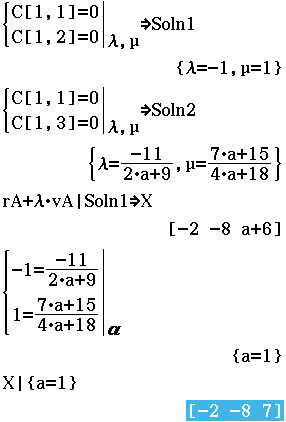 C[1,1]=0
C[1,2]=0|λ,μ⇒Soln1
{λ=-1,μ=1}
C[1,1]=0
C[1,3]=0|λ,μ⇒Soln2
{λ=-11/(2·a+9),μ=(7·a+15)/(4·a+18)}
rA+λ·vA|Soln1⇒X
[-2 -8 a+6]
-1=-11/(2·a+9)
1=(7·a+15)/(4·a+18)|a
{a=1}
X|{a=1}
[-2 -8 7]